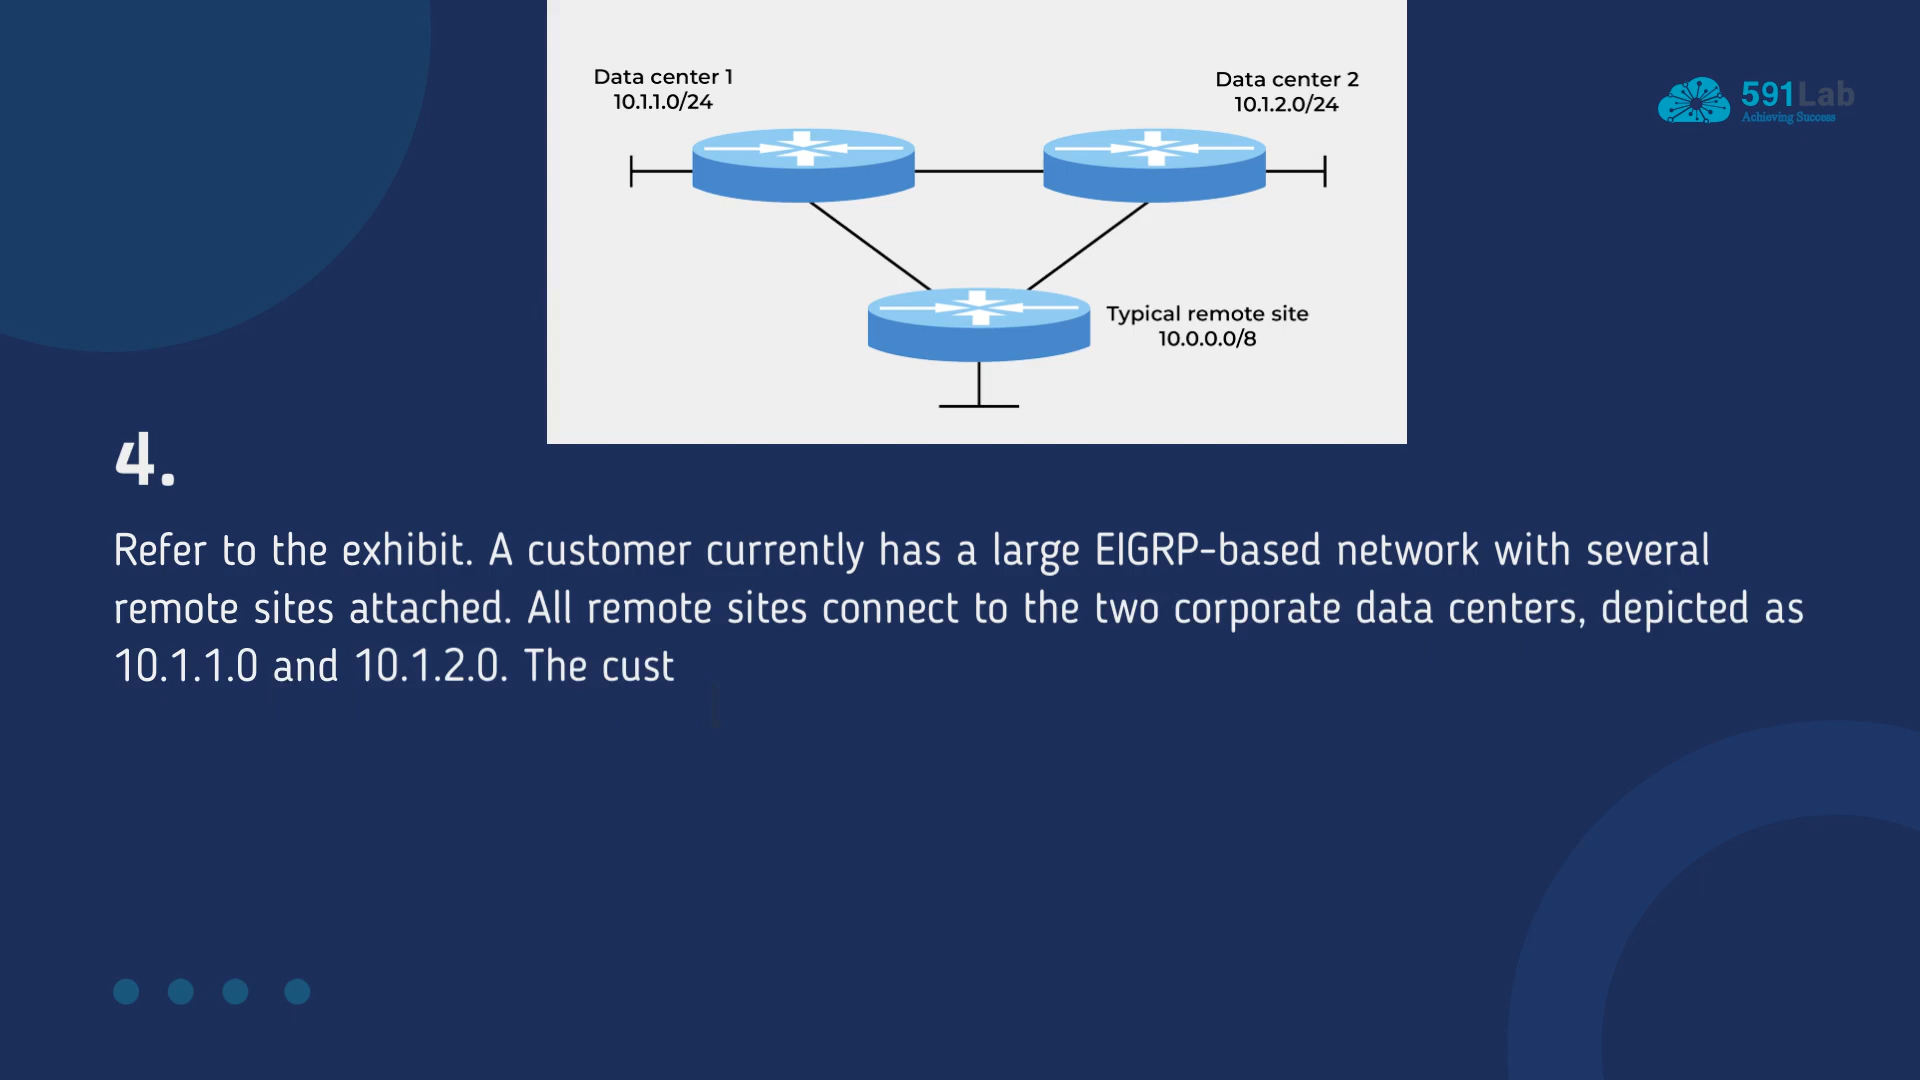 Data center 1
10.1.1.0/24
Data center 2
10.1.2.0/24
591Lab
Achieving Success
Typical remote site
10.0.0.0/8
4.
Refer to the exhibit. A customer currently has a large EIGRP-based network with several
remote sites attached. All remote sites connect to the two corporate data centers, depicted as
10.1.1.0 and 10.1.2.0. The cust